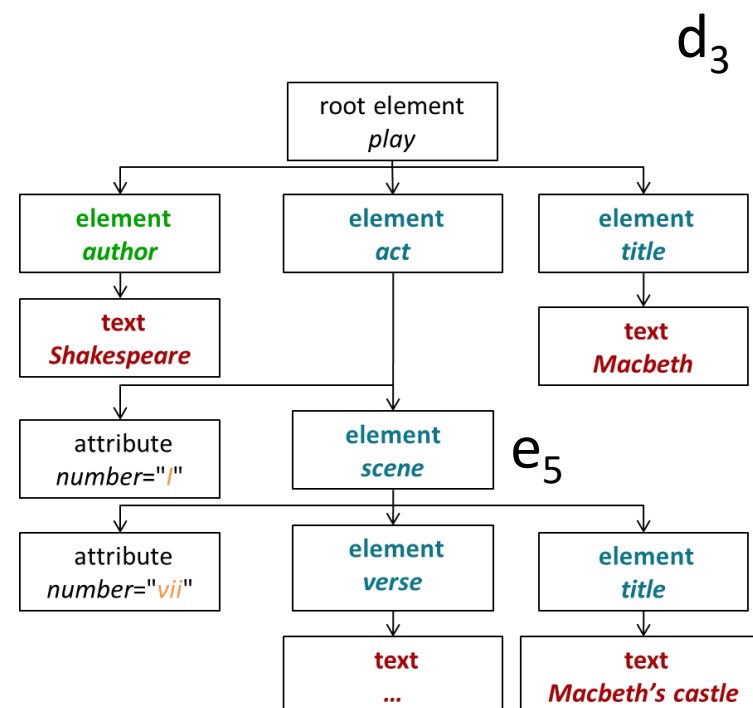 d3
root element
play
element
author
element
act
element
title
text
Shakespeare
text
Macbeth
attribute
number="I"
element
scene
e5
attribute
number="vii"
element
verse
element
title
text
...
text
Macbeth’s castle